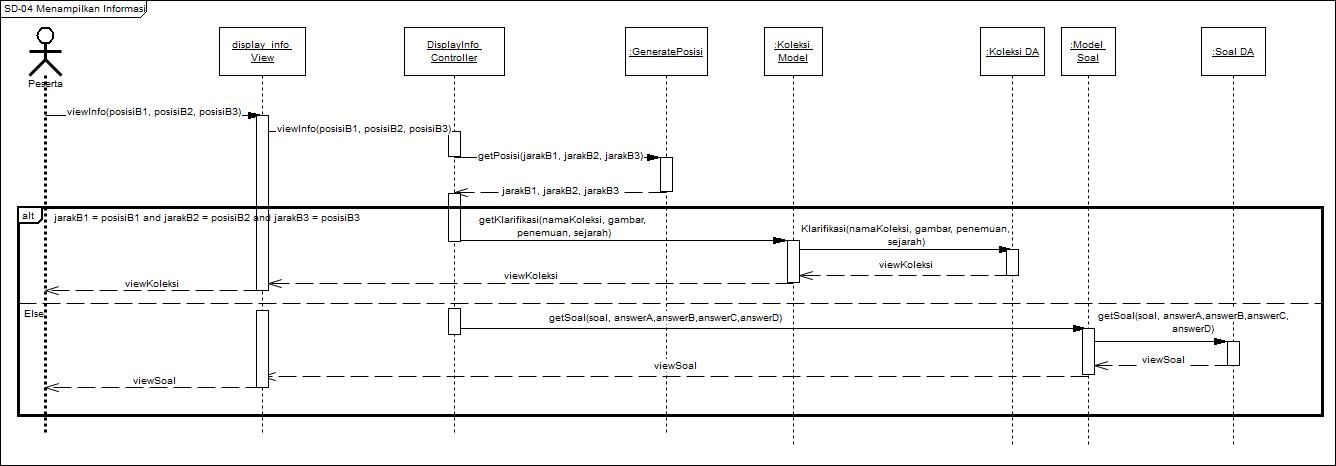 SD-04 Menampilkan Informasi
Peserta
display_info
View
DisplayInfo
Controller
:GeneratePosisi
:Koleksi
Model
:Koleksi DA
:Model
Soal
:Soal DA
viewInfo(posisiB1, posisiB2, posisiB3)
viewInfo(posisiB1, posisiB2, posisiB3)
getPosisi(jarakB1, jarakB2, jarakB3)
jarakB1, jarakB2, jarakB3
alt
jarakB1 = posisiB1 and jarakB2 = posisiB2 and jarakB3 = posisiB3
getKlarifikasi(namaKoleksi, gambar,
penemuan, sejarah)
Klarifikasi(namaKoleksi, gambar, penemuan,
sejarah)
viewKoleksi
viewKoleksi
viewKoleksi
Else
getSoal(soal, answerA,answerB,answerC,answerD)
getSoal(soal, answerA,answerB,answerC,
answerD)
viewSoal
viewSoal
viewSoal